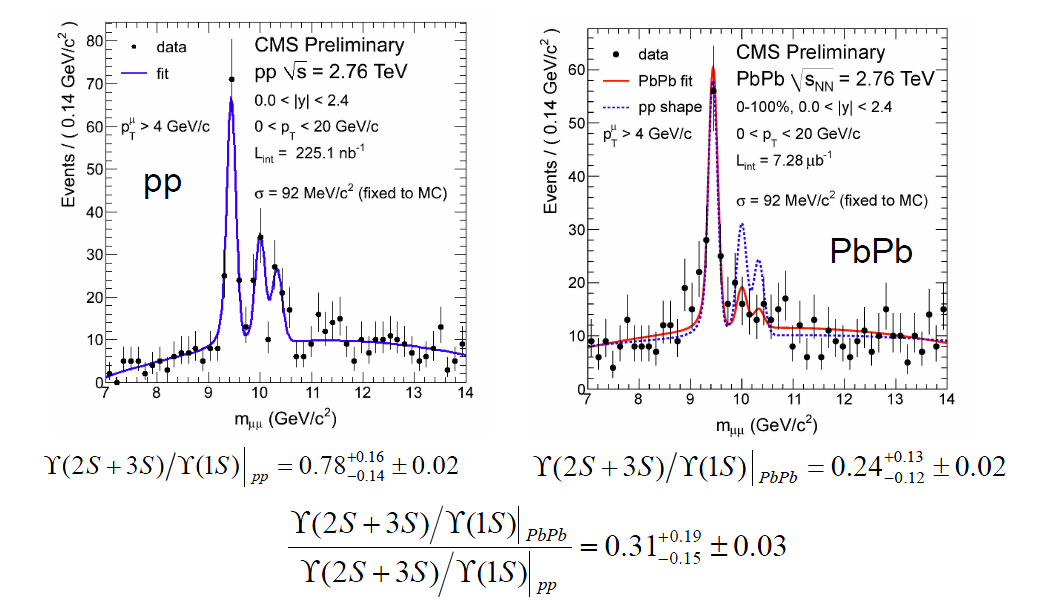 CMS Preliminary
pp √s = 2.76 TeV
0.0 < |y| < 2.4
0 < p_T < 20 GeV/c
L_int = 225.1 nb⁻¹
σ = 92 MeV/c² (fixed to MC)
data
fit
p_T^μ > 4 GeV/c
pp
Events / ( 0.14 GeV/c² )
80
70
60
50
40
30
20
10
0
7 8 9 10 11 12 13 14
m_μμ (GeV/c²)
CMS Preliminary
PbPb √s_NN = 2.76 TeV
0-100%, 0.0 < |y| < 2.4
0 < p_T < 20 GeV/c
L_int = 7.28 μb⁻¹
σ = 92 MeV/c² (fixed to MC)
data
PbPb fit
pp shape
p_T^μ > 4 GeV/c
PbPb
Events / ( 0.14 GeV/c² )
60
50
40
30
20
10
0
7 8 9 10 11 12 13 14
m_μμ (GeV/c²)
ϒ(2S+3S)/ϒ(1S)|_pp = 0.78 +0.16 −0.14 ± 0.02
ϒ(2S+3S)/ϒ(1S)|_PbPb = 0.24 +0.13 −0.12 ± 0.02
ϒ(2S+3S)/ϒ(1S)|_PbPb
ϒ(2S+3S)/ϒ(1S)|_pp
= 0.31 +0.19 −0.15 ± 0.03